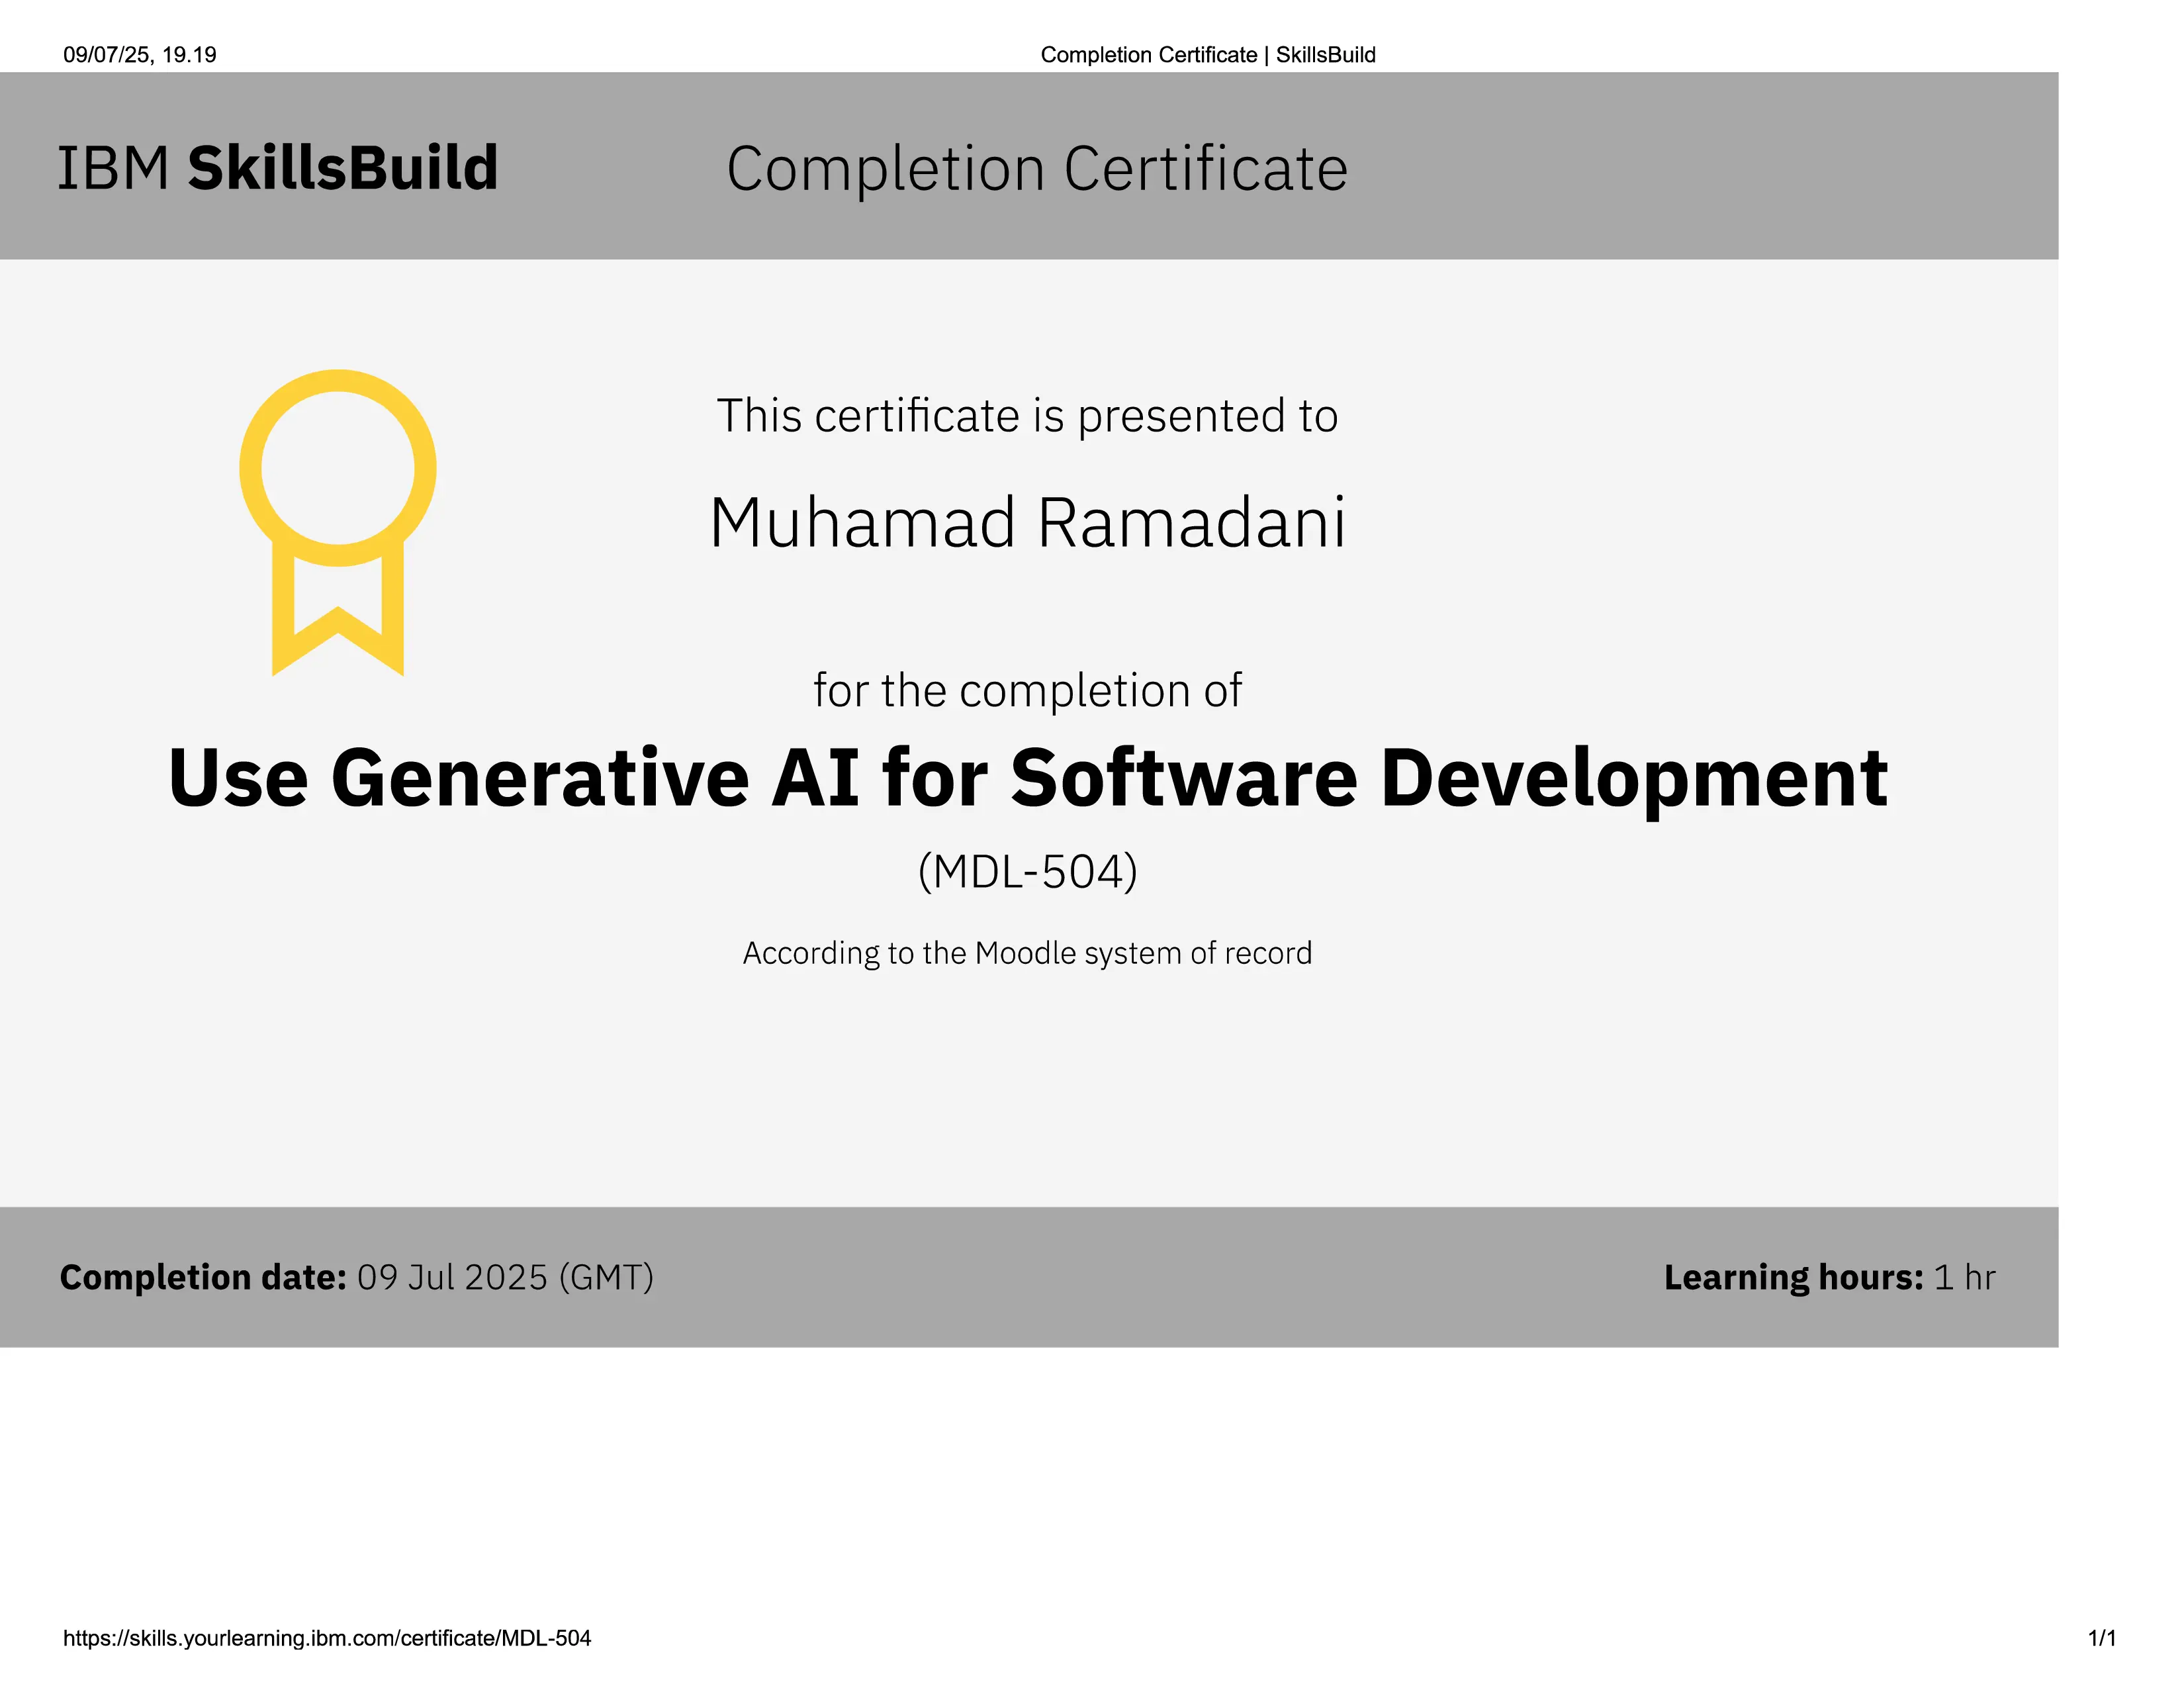 09/07/25, 19.19
Completion Certificate | SkillsBuild
IBM SkillsBuild
Completion Certificate
This certificate is presented to
Muhamad Ramadani
for the completion of
Use Generative AI for Software Development
(MDL-504)
According to the Moodle system of record
Completion date: 09 Jul 2025 (GMT)
Learning hours: 1 hr
https://skills.yourlearning.ibm.com/certificate/MDL-504
1/1